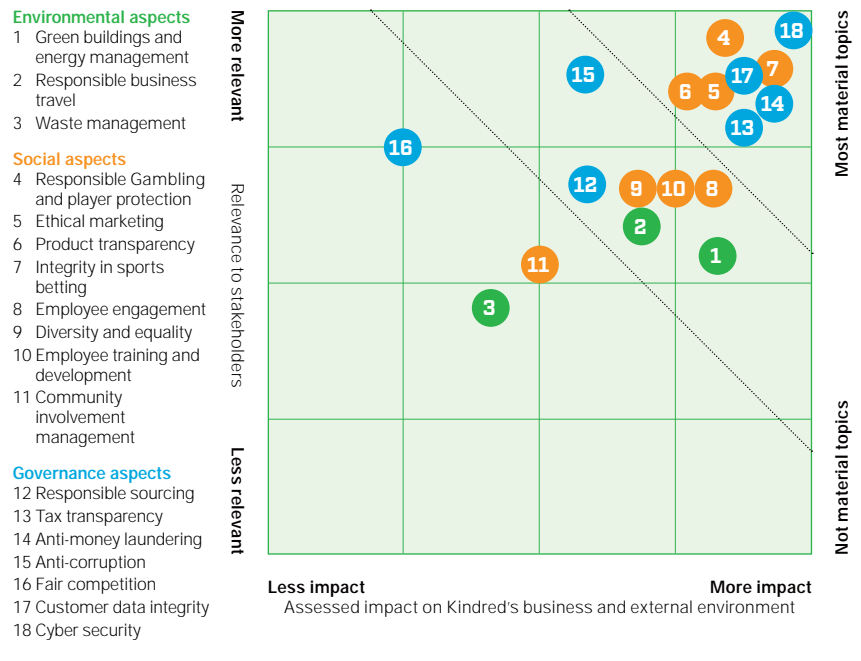 Environmental aspects
1 Green buildings and
energy management
2 Responsible business
travel
3 Waste management
Social aspects
4 Responsible Gambling
and player protection
5 Ethical marketing
6 Product transparency
7 Integrity in sports
betting
8 Employee engagement
9 Diversity and equality
10 Employee training and
development
11 Community
involvement
management
Governance aspects
12 Responsible sourcing
13 Tax transparency
14 Anti-money laundering
15 Anti-corruption
16 Fair competition
17 Customer data integrity
18 Cyber security
More relevant
Relevance to stakeholders
Less relevant
18
4
7
17
15
6
5
14
13
16
12
9
10
8
2
1
11
3
Most material topics
Not material topics
Less impact
More impact
Assessed impact on Kindred's business and external environment